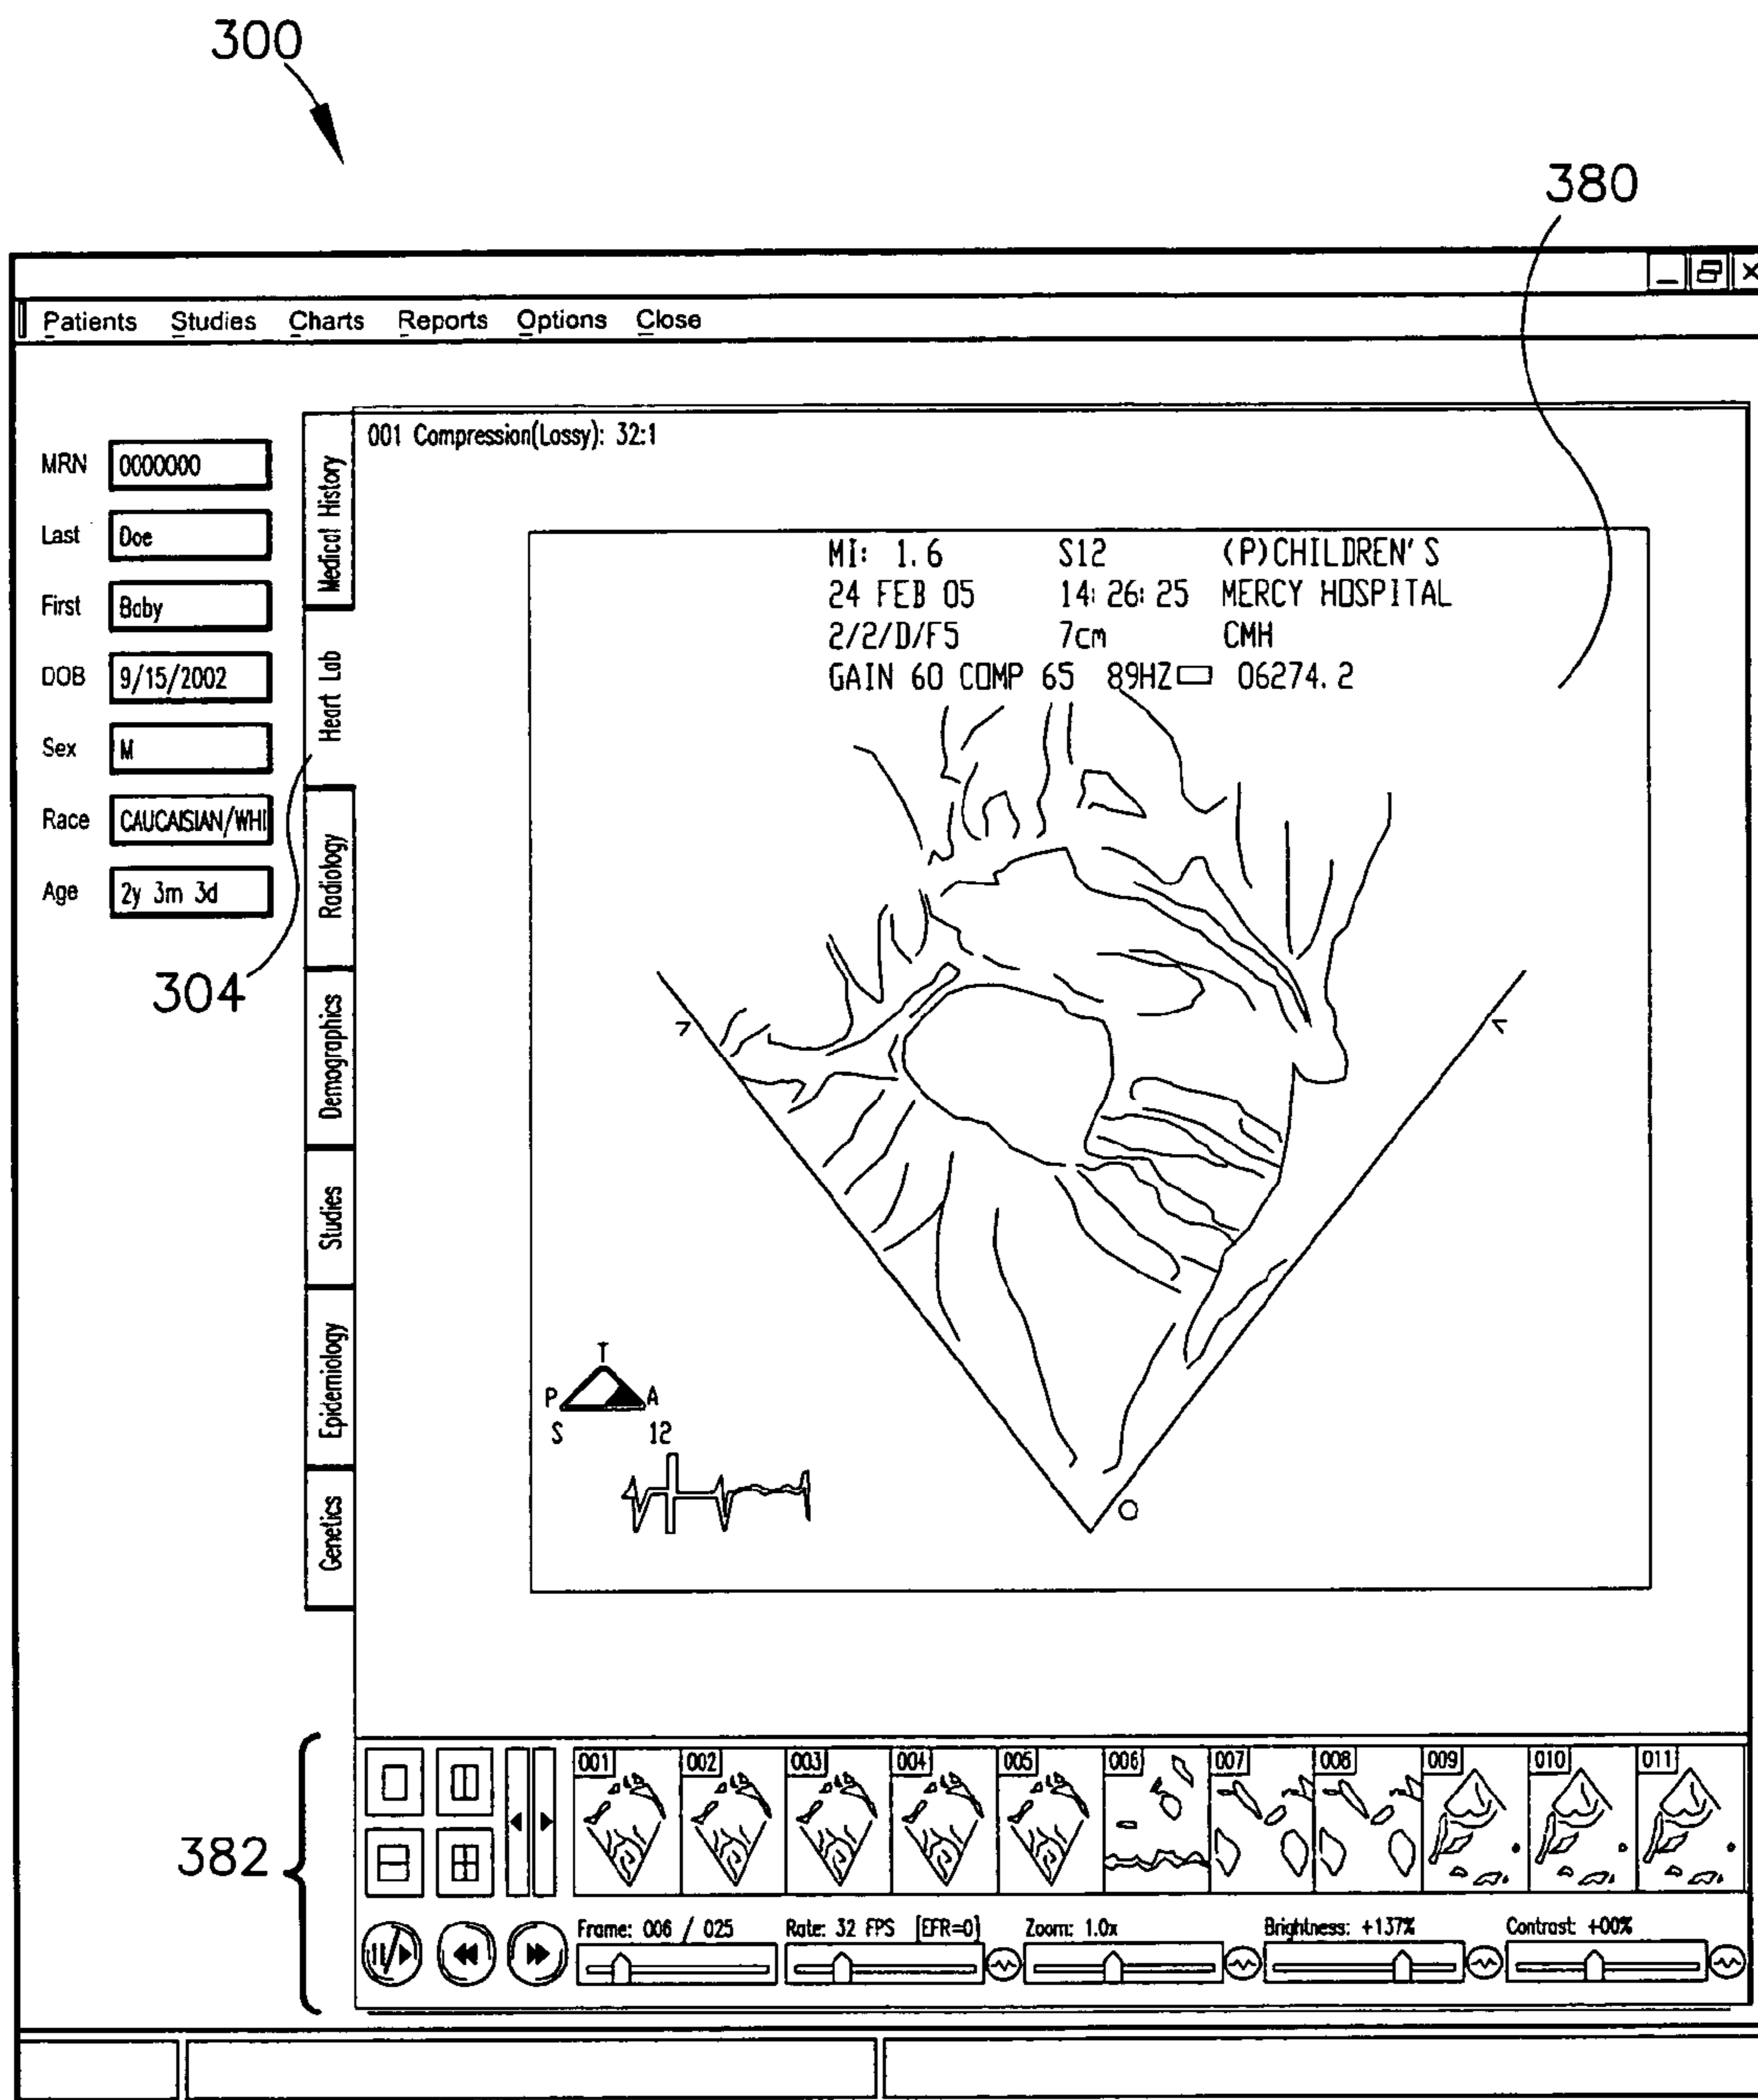 300
380
Patients Studies Charts Reports Options Close
MRN 0000000
Last Doe
First Baby
DOB 9/15/2002
Sex M
Race CAUCAISIAN/WHI
Age 2y 3m 3d
304
Medical History
Heart Lab
Radiology
Demographics
Studies
Epidemiology
Genetics
001 Compression(Lossy): 32:1
MI: 1.6 S12 (P)CHILDREN'S
24 FEB 05 14:26:25 MERCY HOSPITAL
2/2/D/F5 7cm CMH
GAIN 60 COMP 65 89HZ 06274.2
T
P A
S 12
382
001 002 003 004 005 006 007 008 009 010 011
Frame: 006 / 025 Rate: 32 FPS [EFR=0] Zoom: 1.0x Brightness: +137% Contrast: +00%